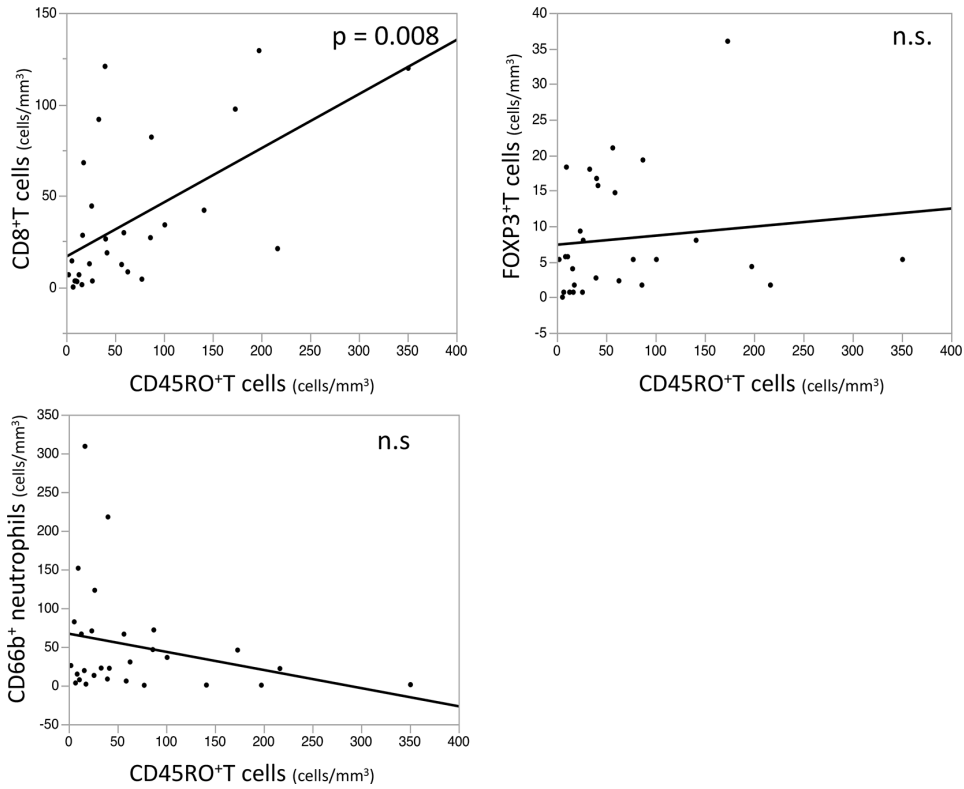 150
100
50
0
CD8+T cells (cells/mm3)
p = 0.008
0 50 100 150 200 250 300 350 400
CD45RO+T cells (cells/mm3)
40
35
30
25
20
15
10
5
0
-5
FOXP3+T cells (cells/mm3)
n.s.
0 50 100 150 200 250 300 350 400
CD45RO+T cells (cells/mm3)
350
300
250
200
150
100
50
0
-50
CD66b+ neutrophils (cells/mm3)
n.s
0 50 100 150 200 250 300 350 400
CD45RO+T cells (cells/mm3)